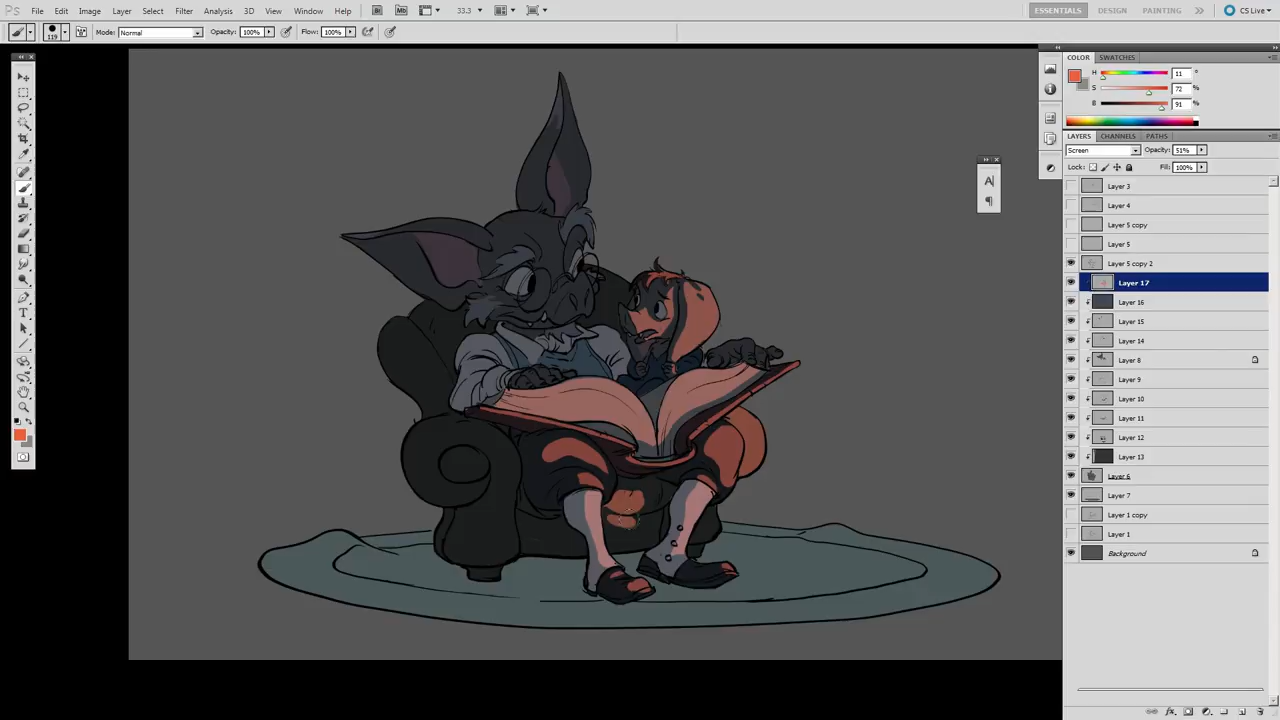 Ps File Edit Image Layer Select Filter Analysis 3D View Window Help Br Mb 33.3 ESSENTIALS DESIGN PAINTING CS Live
119 Mode: Normal Opacity: 100% Flow: 100%
COLOR SWATCHES
H 11 °
S 72 %
B 91 %
LAYERS CHANNELS PATHS
Screen Opacity: 51%
Lock: Fill: 100%
Layer 3
Layer 4
Layer 5 copy
Layer 5
Layer 5 copy 2
Layer 17
Layer 16
Layer 15
Layer 14
Layer 8
Layer 9
Layer 10
Layer 11
Layer 12
Layer 13
Layer 6
Layer 7
Layer 1 copy
Layer 1
Background